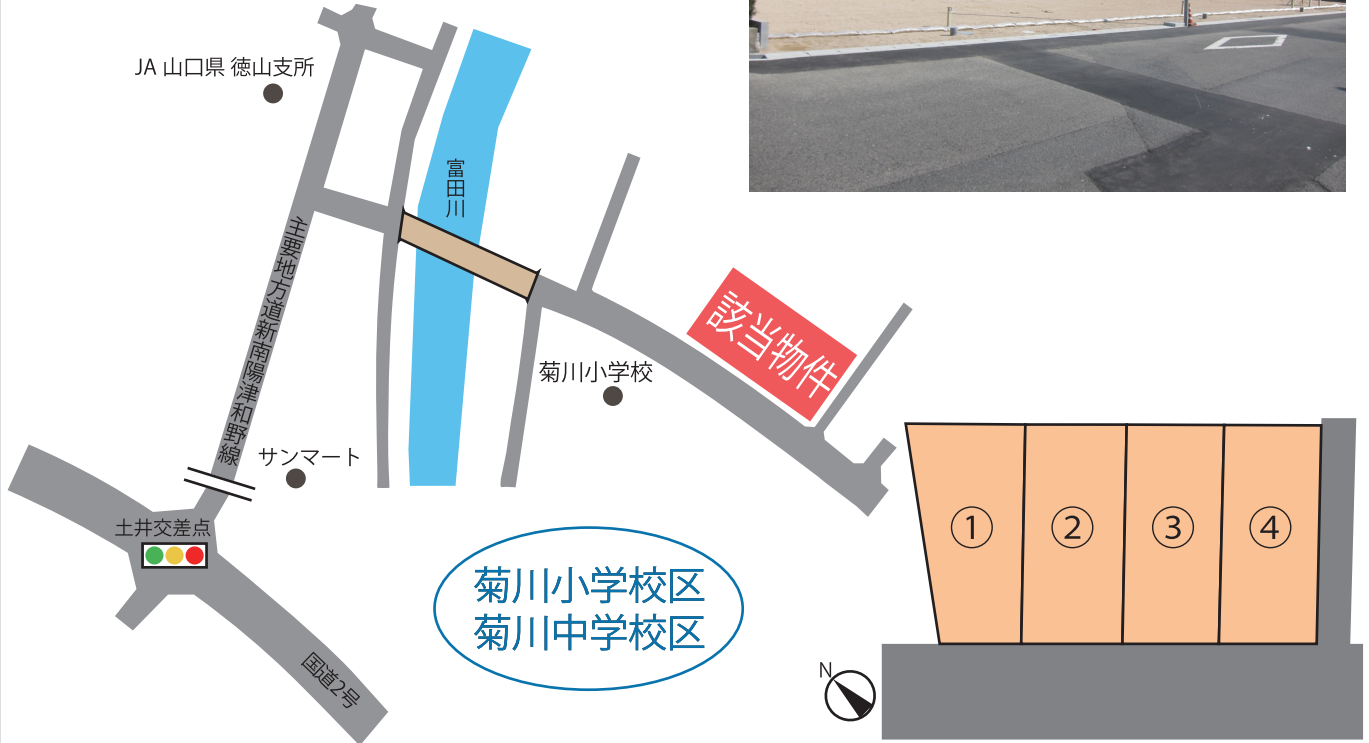 JA 山口県 徳山支所
富田川
主要地方道新南陽津和野線
該当物件
菊川小学校
サンマート
土井交差点
国道2号
菊川小学校区
菊川中学校区
①
②
③
④
N